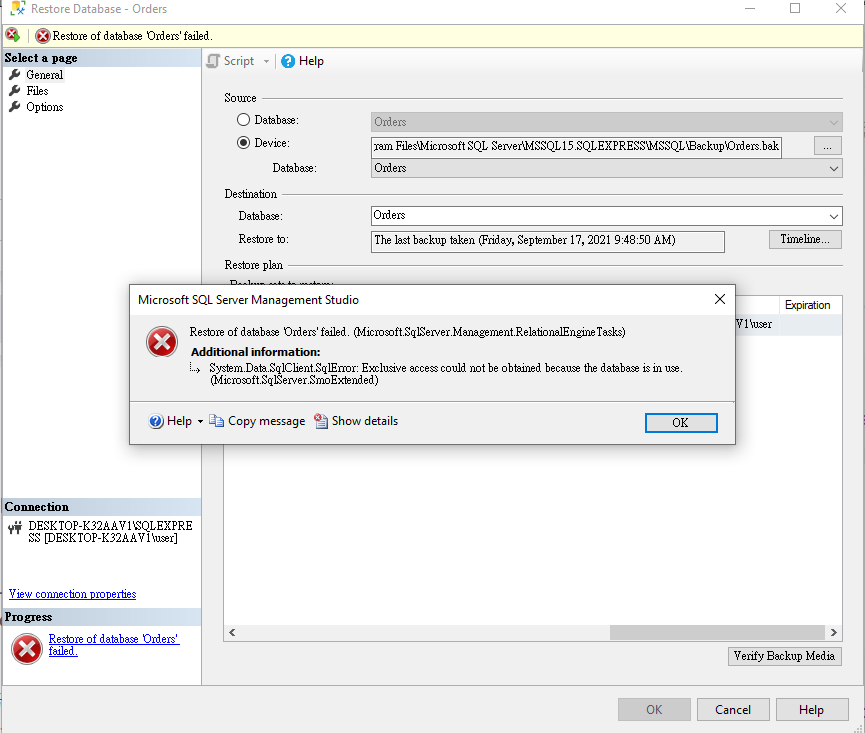 Restore Database - Orders
Restore of database 'Orders' failed.
Select a page
General
Files
Options
Script
Help
Source
Database:
Orders
Device:
ram Files\Microsoft SQL Server\MSSQL15.SQLEXPRESS\MSSQL\Backup\Orders.bak
...
Database:
Orders
Destination
Database:
Orders
Restore to:
The last backup taken (Friday, September 17, 2021 9:48:50 AM)
Timeline...
Restore plan
Expiration
V1\user
Microsoft SQL Server Management Studio
Restore of database 'Orders' failed. (Microsoft.SqlServer.Management.RelationalEngineTasks)
Additional information:
System.Data.SqlClient.SqlError: Exclusive access could not be obtained because the database is in use.
(Microsoft.SqlServer.SmoExtended)
Help
Copy message
Show details
OK
Connection
DESKTOP-K32AAV1\SQLEXPRE
SS [DESKTOP-K32AAV1\user]
View connection properties
Progress
Restore of database 'Orders'
failed.
Verify Backup Media
OK
Cancel
Help